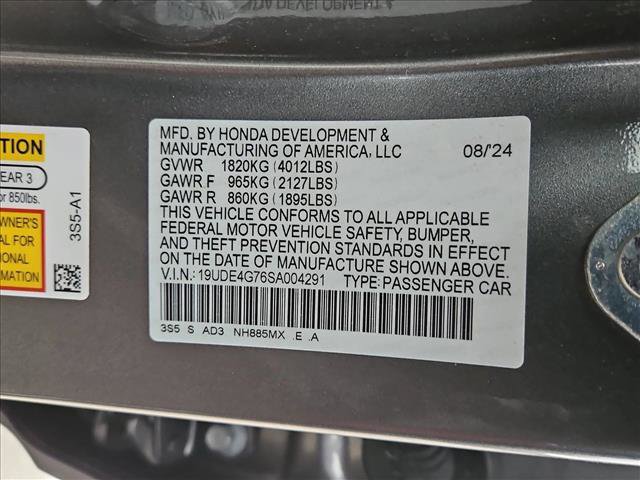 MFD. BY HONDA DEVELOPMENT &
MANUFACTURING OF AMERICA, LLC 08/'24
GVWR 1820KG (4012LBS)
GAWR F 965KG (2127LBS)
GAWR R 860KG (1895LBS)
THIS VEHICLE CONFORMS TO ALL APPLICABLE
FEDERAL MOTOR VEHICLE SAFETY, BUMPER,
AND THEFT PREVENTION STANDARDS IN EFFECT
ON THE DATE OF MANUFACTURE SHOWN ABOVE.
V.I.N.: 19UDE4G76SA004291 TYPE: PASSENGER CAR
3S5 S AD3 NH885MX .E .A
TION
EAR 3
or 850lbs.
WNER'S
AL FOR
IONAL
MATION
3S5-A1